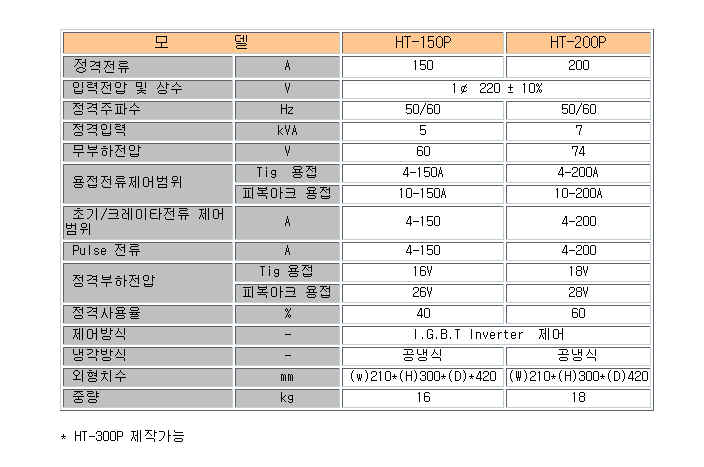 모 델 HT-150P HT-200P
정격전류 A 150 200
입력전압 및 상수 V 1¢ 220 ± 10%
정격주파수 Hz 50/60 50/60
정격입력 kVA 5 7
무부하전압 V 60 74
용접전류제어범위 Tig 용접 4-150A 4-200A
피복아크 용접 10-150A 10-200A
초기/크레이타전류 제어
범위 A 4-150 4-200
Pulse 전류 A 4-150 4-200
정격부하전압 Tig 용접 16V 18V
피복아크 용접 26V 28V
정격사용율 % 40 60
제어방식 - I.G.B.T Inverter 제어
냉각방식 - 공냉식 공냉식
외형치수 mm (w)210*(H)300*(D)*420 (W)210*(H)300*(D)420
중량 kg 16 18
* HT-300P 제작가능